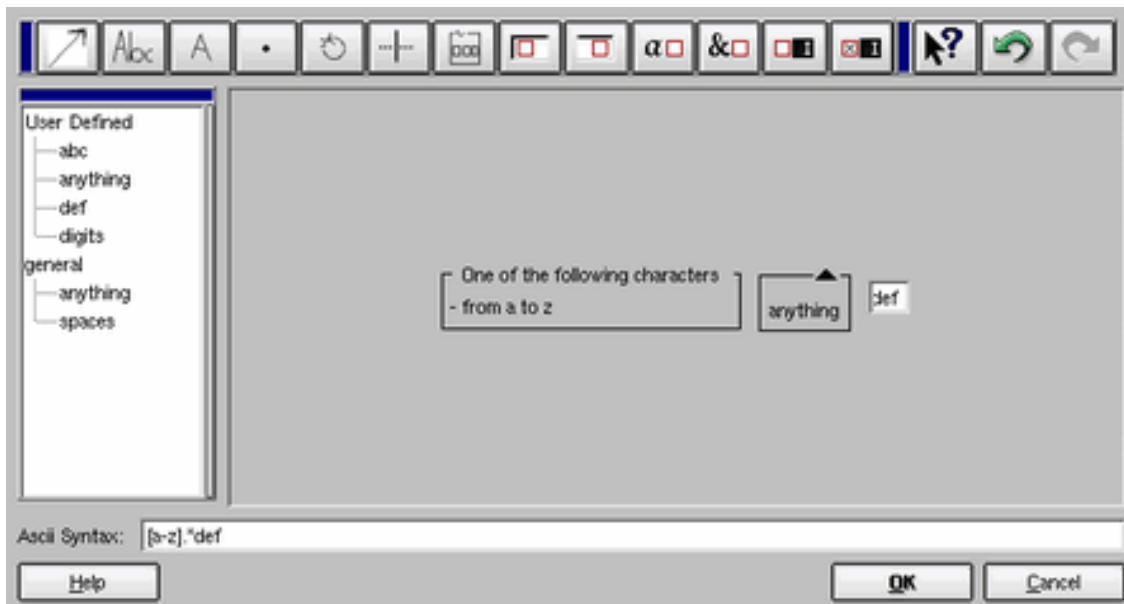 Abc A
a &
?
User Defined
abc
anything
def
digits
general
anything
spaces
One of the following characters
- from a to z
anything
def
Ascii Syntax: [a-z].*def
Help OK Cancel